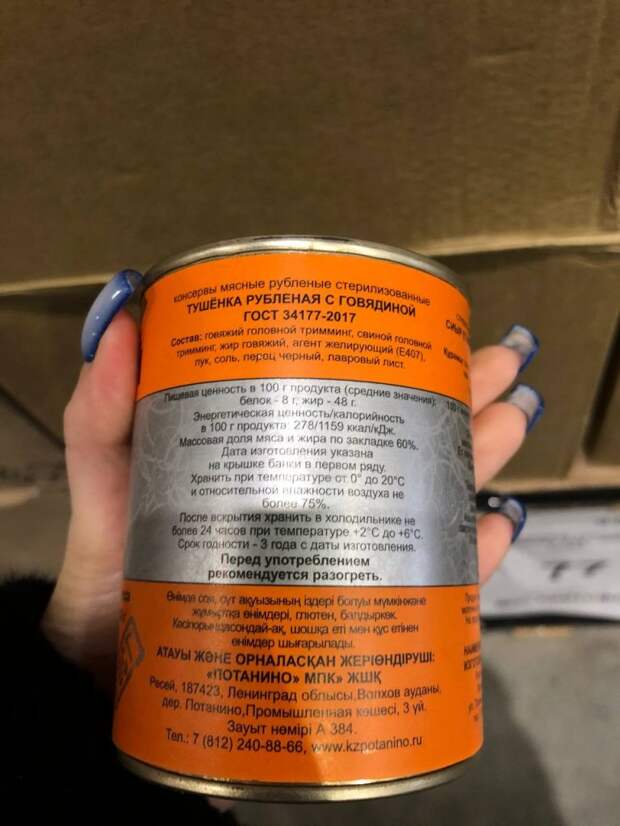 консервы мясные рубленые стерилизованные
ТУШЁНКА РУБЛЕНАЯ С ГОВЯДИНОЙ
ГОСТ 34177-2017
Состав: говяжий головной тримминг, свиной головной
тримминг, жир говяжий, агент желирующий (Е407),
лук, соль, перец черный, лавровый лист.
Пищевая ценность в 100 г продукта (средние значения):
белок - 8 г, жир - 48 г.
Энергетическая ценность/калорийность
в 100 г продукта: 278/1159 ккал/кДж.
Массовая доля мяса и жира по закладке 60%.
Дата изготовления указана
на крышке банки в первом ряду.
Хранить при температуре от 0° до 20°С
и относительной влажности воздуха не
более 75%.
После вскрытия хранить в холодильнике не
более 24 часов при температуре +2°С до +6°С.
Срок годности - 3 года с даты изготовления.
Перед употреблением
рекомендуется разогреть.
Өнімде соя, сүт ақуызының іздері болуы мүмкін және
жұмыртқа өнімдері, глютен, балдыркөк.
шошқа еті мен құс етінен
өнімдер шығарылады.
АТАУЫ ЖӘНЕ ОРНАЛАСҚАН ЖЕРІӨНДІРУШІ:
«ПОТАНИНО» МПК» ЖШҚ
Ресей, 187423, Ленинград облысы, Волхов ауданы,
дер. Потанино, Промышленная көшесі, 3 үй.
Зауыт нөмірі А 384.
Тел.: 7 (812) 240-88-66, www.kzpotanino.ru